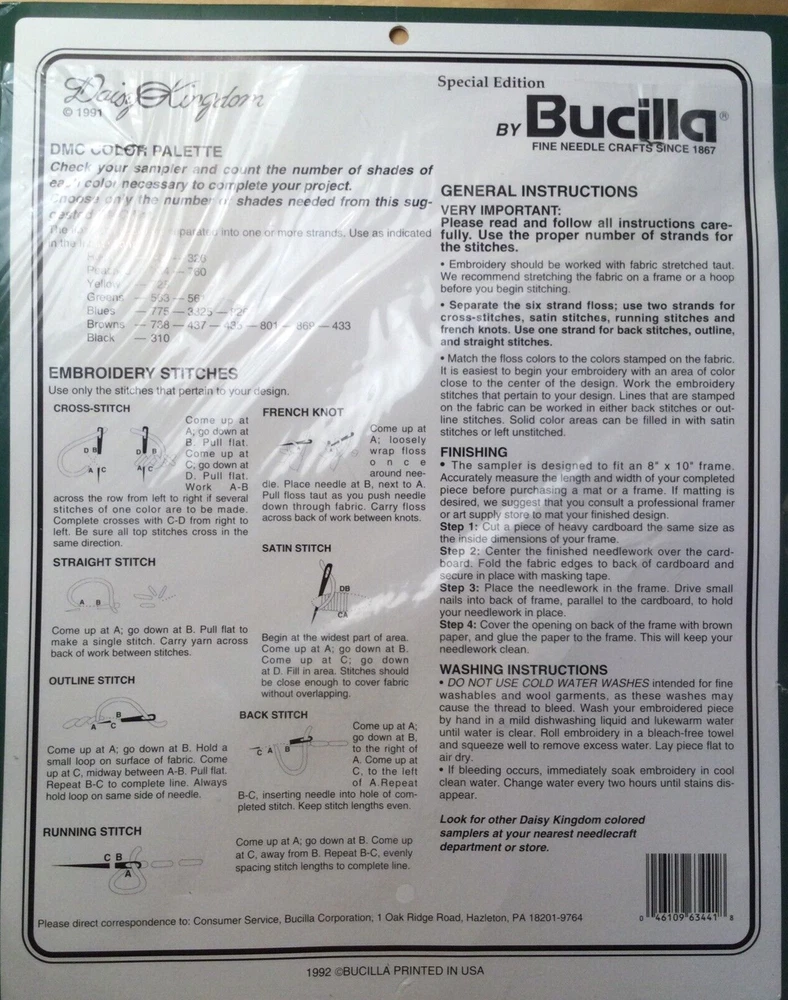 Daisy Kingdom
© 1991
DMC COLOR PALETTE
Check your sampler and count the number of shades of
each color necessary to complete your project.
Choose only the number of shades needed from this sug-
gested
The separated into one or more strands. Use as indicated
in the
320
760
Yellow
Greens
Blues — 775 — 3325
Browns — 738 — 437 — 435 — 801 — 869 — 433
Black — 310
EMBROIDERY STITCHES
Use only the stitches that pertain to your design.
CROSS-STITCH
D B
A C
D B
A C
Come up at
A; go down at
B. Pull flat.
Come up at
C, go down at
D. Pull flat.
Work A-B
across the row from left to right if several
stitches of one color are to be made.
Complete crosses with C-D from right to
left. Be sure all top stitches cross in the
same direction.
STRAIGHT STITCH
A B
Come up at A; go down at B. Pull flat to
make a single stitch. Carry yarn across
back of work between stitches.
OUTLINE STITCH
B
A C
Come up at A; go down at B. Hold a
small loop on surface of fabric. Come
up at C, midway between A-B. Pull flat.
Repeat B-C to complete line. Always
hold loop on same side of needle.
RUNNING STITCH
C B
A
FRENCH KNOT
Come up at
A; loosely
wrap floss
once
around nee-
dle. Place needle at B, next to A.
Pull floss taut as you push needle
down through fabric. Carry floss
across back of work between knots.
SATIN STITCH
DB
CA
Begin at the widest part of area.
Come up at A; go down at B.
Come up at C; go down
at D. Fill in area. Stitches should
be close enough to cover fabric
without overlapping.
BACK STITCH
C A B
Come up at A;
go down at B,
to the right of
A. Come up at
C, to the left
of A.Repeat
B-C, inserting needle into hole of com-
pleted stitch. Keep stitch lengths even.
Come up at A; go down at B. Come up
at C, away from B. Repeat B-C, evenly
spacing stitch lengths to complete line.
Special Edition
BY Bucilla®
FINE NEEDLE CRAFTS SINCE 1867
GENERAL INSTRUCTIONS
VERY IMPORTANT:
Please read and follow all instructions care-
fully. Use the proper number of strands for
the stitches.
• Embroidery should be worked with fabric stretched taut.
We recommend stretching the fabric on a frame or a hoop
before you begin stitching.
• Separate the six strand floss; use two strands for
cross-stitches, satin stitches, running stitches and
french knots. Use one strand for back stitches, outline,
and straight stitches.
• Match the floss colors to the colors stamped on the fabric.
It is easiest to begin your embroidery with an area of color
close to the center of the design. Work the embroidery
stitches that pertain to your design. Lines that are stamped
on the fabric can be worked in either back stitches or out-
line stitches. Solid color areas can be filled in with satin
stitches or left unstitched.
FINISHING
• The sampler is designed to fit an 8" x 10" frame.
Accurately measure the length and width of your completed
piece before purchasing a mat or a frame. If matting is
desired, we suggest that you consult a professional framer
or art supply store to mat your finished design.
Step 1: Cut a piece of heavy cardboard the same size as
the inside dimensions of your frame.
Step 2: Center the finished needlework over the card-
board. Fold the fabric edges to back of cardboard and
secure in place with masking tape.
Step 3: Place the needlework in the frame. Drive small
nails into back of frame, parallel to the cardboard, to hold
your needlework in place.
Step 4: Cover the opening on back of the frame with brown
paper, and glue the paper to the frame. This will keep your
needlework clean.
WASHING INSTRUCTIONS
• DO NOT USE COLD WATER WASHES intended for fine
washables and wool garments, as these washes may
cause the thread to bleed. Wash your embroidered piece
by hand in a mild dishwashing liquid and lukewarm water
until water is clear. Roll embroidery in a bleach-free towel
and squeeze well to remove excess water. Lay piece flat to
air dry.
• If bleeding occurs, immediately soak embroidery in cool
clean water. Change water every two hours until stains dis-
appear.
Look for other Daisy Kingdom colored
samplers at your nearest needlecraft
department or store.
0 46109 63441 8
Please direct correspondence to: Consumer Service, Bucilla Corporation, 1 Oak Ridge Road, Hazleton, PA 18201-9764
1992 ©BUCILLA PRINTED IN USA